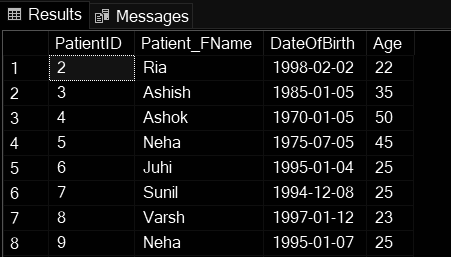 Results Messages
PatientID Patient_FName DateOfBirth Age
1 2 Ria 1998-02-02 22
2 3 Ashish 1985-01-05 35
3 4 Ashok 1970-01-05 50
4 5 Neha 1975-07-05 45
5 6 Juhi 1995-01-04 25
6 7 Sunil 1994-12-08 25
7 8 Varsh 1997-01-12 23
8 9 Neha 1995-01-07 25